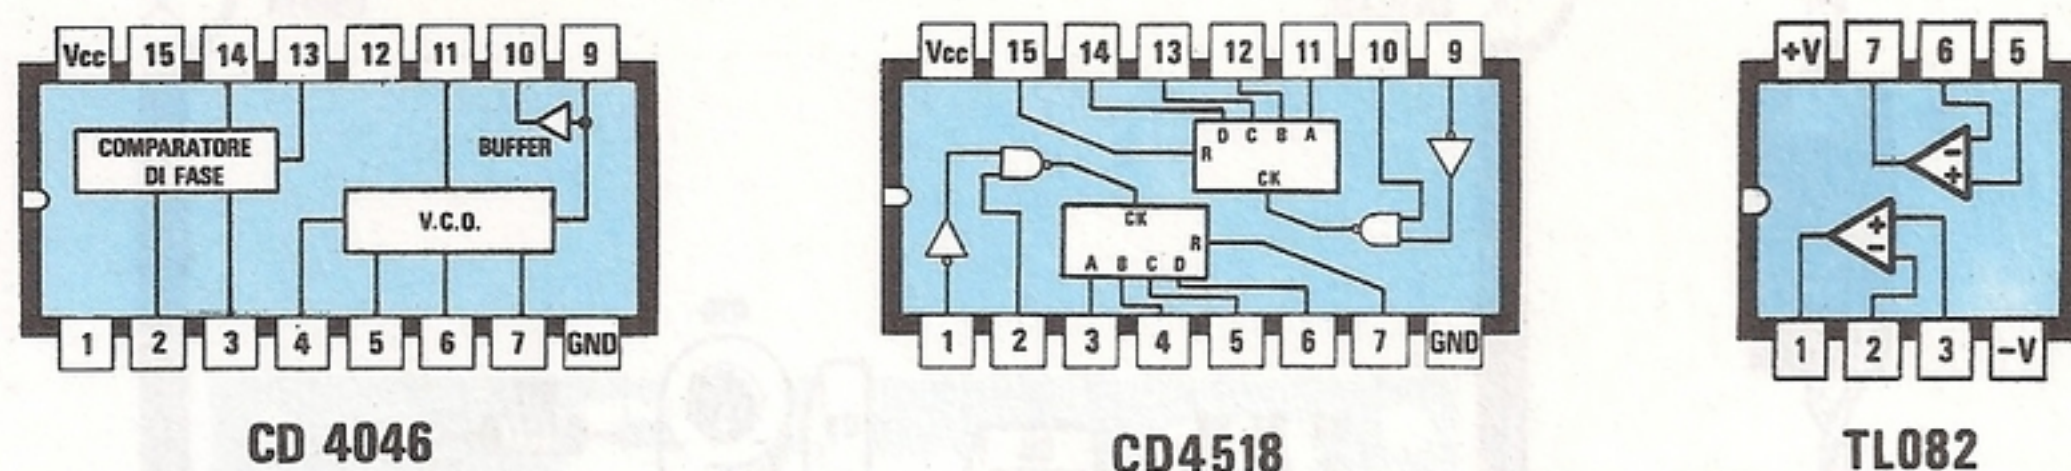 Vcc 15 14 13 12 11 10 9
COMPARATORE
DI FASE
BUFFER
V.C.O.
1 2 3 4 5 6 7 GND
CD 4046
Vcc 15 14 13 12 11 10 9
D C B A
R
CK
CK
R
A B C D
1 2 3 4 5 6 7 GND
CD4518
+V 7 6 5
-
+
+
-
1 2 3 -V
TL082